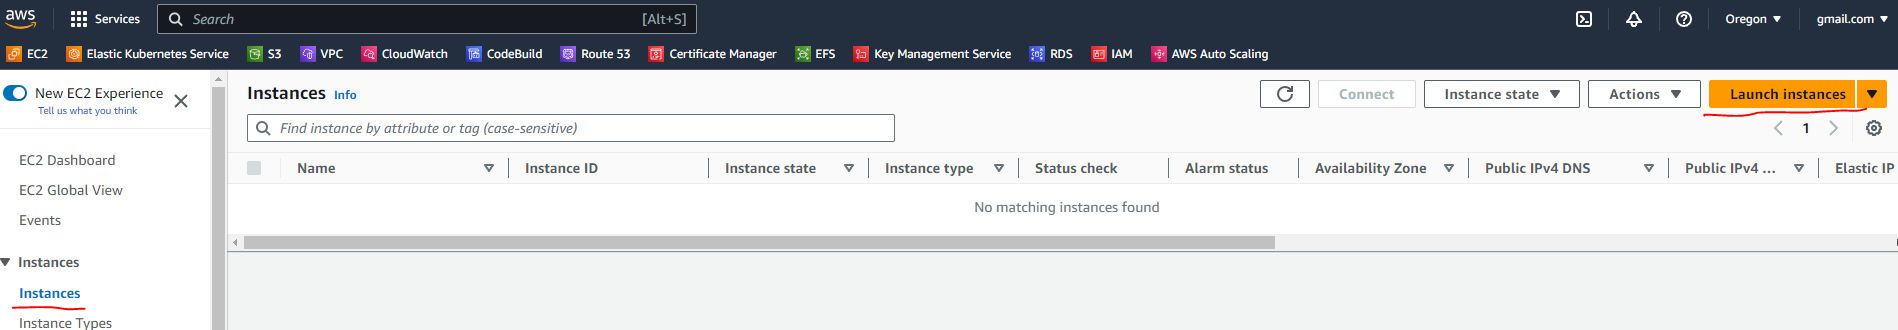 aws Services Search [Alt+S] Oregon gmail.com
EC2 Elastic Kubernetes Service S3 VPC CloudWatch CodeBuild Route 53 Certificate Manager EFS Key Management Service RDS IAM AWS Auto Scaling
New EC2 Experience
Tell us what you think
EC2 Dashboard
EC2 Global View
Events
Instances
Instances
Instance Types
Instances Info Connect Instance state Actions Launch instances
Find instance by attribute or tag (case-sensitive) 1
Name Instance ID Instance state Instance type Status check Alarm status Availability Zone Public IPv4 DNS Public IPv4 ... Elastic IP
No matching instances found